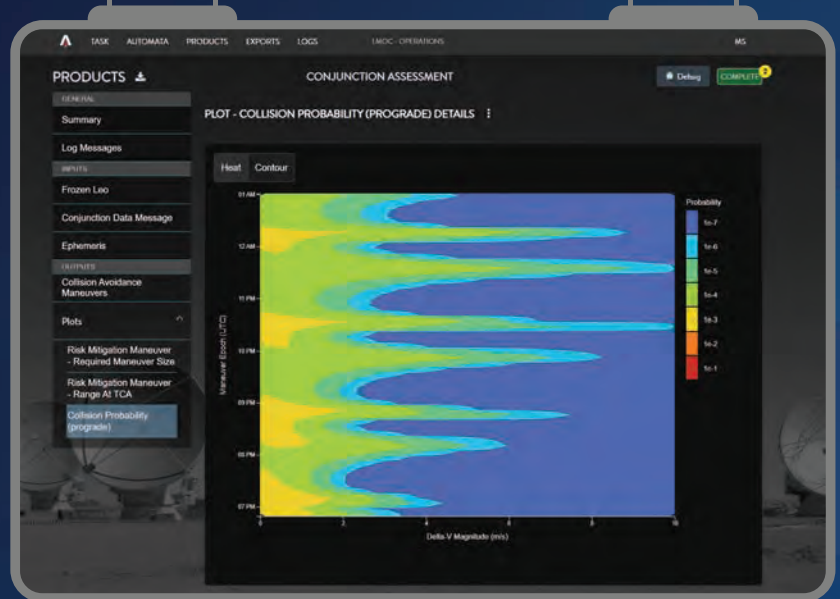 TASK AUTOMATA PRODUCTS EXPORTS LOGS LMOC - OPERATIONS MS
PRODUCTS
CONJUNCTION ASSESSMENT
Debug
COMPLETE
2
GENERAL
Summary
Log Messages
INPUTS
Frozen Leo
Conjunction Data Message
Ephemeris
OUTPUTS
Collision Avoidance
Maneuvers
Plots
Risk Mitigation Maneuver
- Required Maneuver Size
Risk Mitigation Maneuver
- Range At TCA
Collision Probability
(prograde)
PLOT - COLLISION PROBABILITY (PROGRADE) DETAILS
Heat Contour
Maneuver Epoch (UTC)
01 AM
12 AM
11 PM
10 PM
09 PM
08 PM
07 PM
0 2 4 6 8 10
Delta-V Magnitude (m/s)
Probability
1e-7
1e-6
1e-5
1e-4
1e-3
1e-2
1e-1